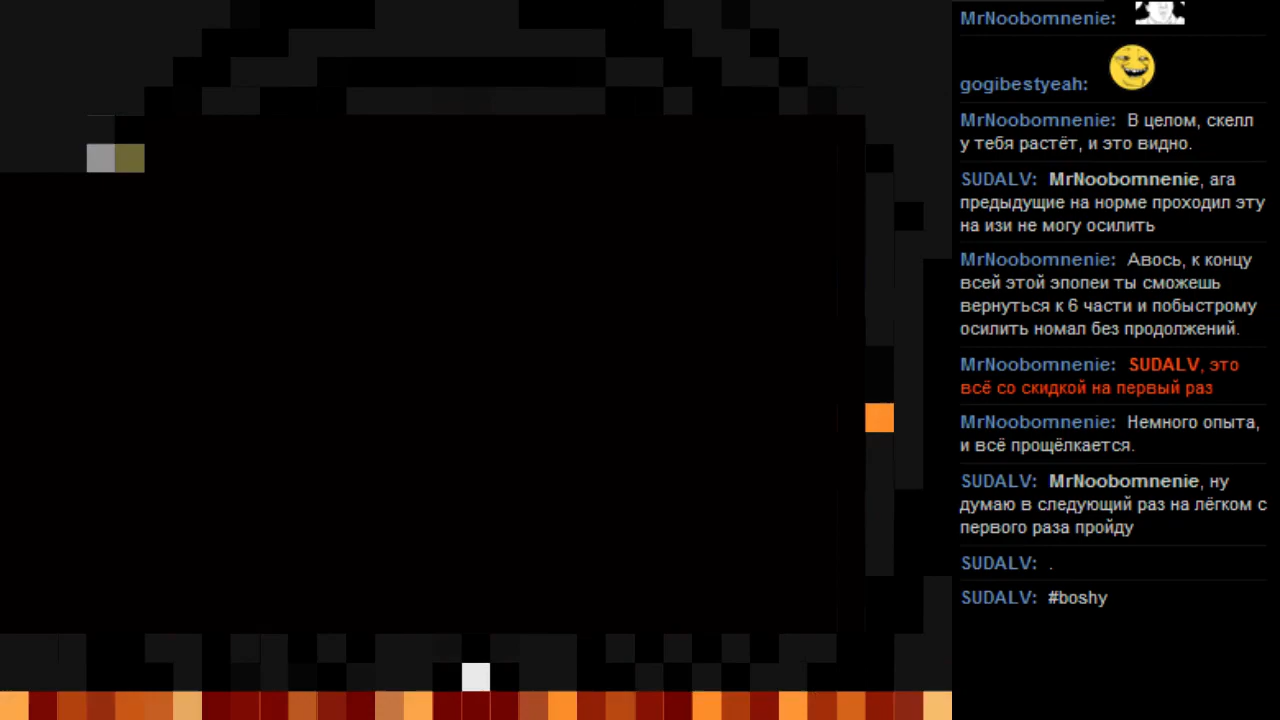 MrNoobomnenie:
gogibestyeah:
MrNoobomnenie: В целом, скелл
у тебя растёт, и это видно.
SUDALV: MrNoobomnenie, ага
предыдущие на норме проходил эту
на изи не могу осилить
MrNoobomnenie: Авось, к концу
всей этой эпопеи ты сможешь
вернуться к 6 части и побыстрому
осилить номал без продолжений.
MrNoobomnenie: SUDALV, это
всё со скидкой на первый раз
MrNoobomnenie: Немного опыта,
и всё прощёлкается.
SUDALV: MrNoobomnenie, ну
думаю в следующий раз на лёгком с
первого раза пройду
SUDALV: .
SUDALV: #boshy